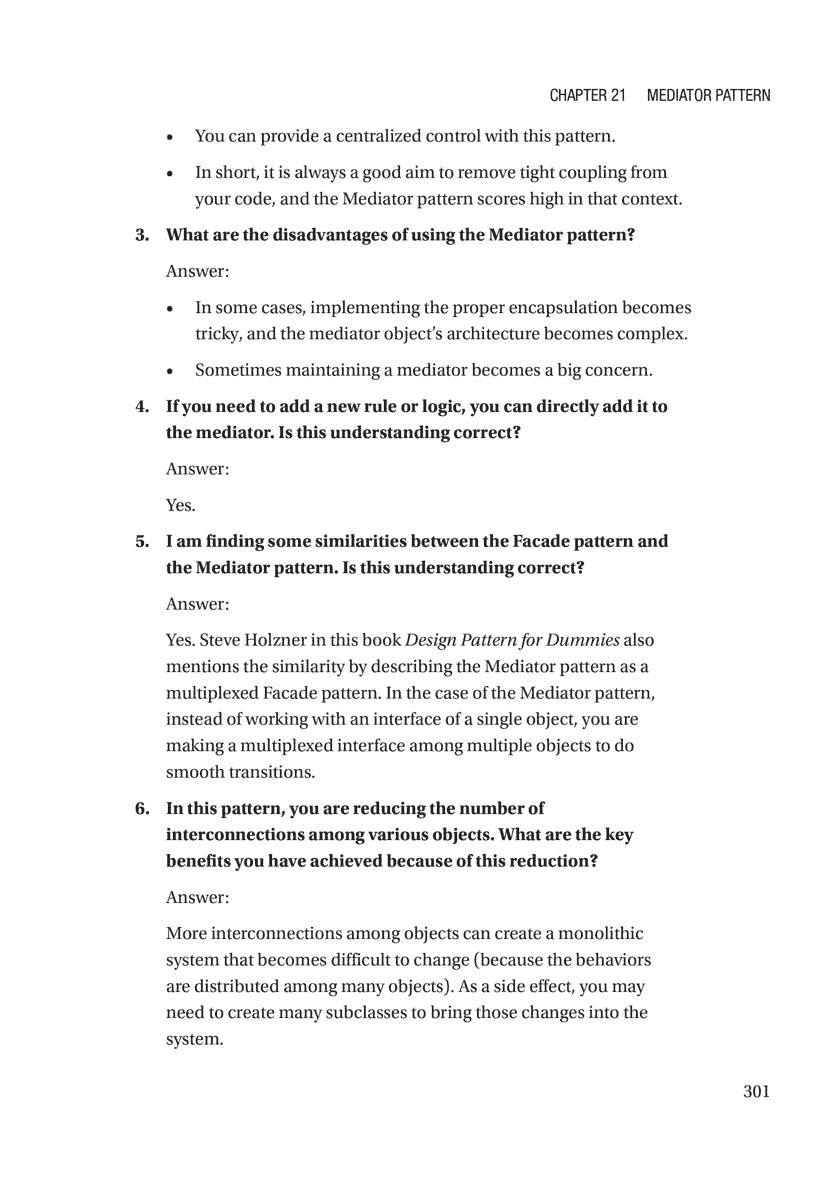 CHAPTER 21 MEDIATOR PATTERN
• You can provide a centralized control with this pattern.
• In short, it is always a good aim to remove tight coupling from
your code, and the Mediator pattern scores high in that context.
3. What are the disadvantages of using the Mediator pattern?
Answer:
• In some cases, implementing the proper encapsulation becomes
tricky, and the mediator object’s architecture becomes complex.
• Sometimes maintaining a mediator becomes a big concern.
4. If you need to add a new rule or logic, you can directly add it to
the mediator. Is this understanding correct?
Answer:
Yes.
5. I am finding some similarities between the Facade pattern and
the Mediator pattern. Is this understanding correct?
Answer:
Yes. Steve Holzner in this book Design Pattern for Dummies also
mentions the similarity by describing the Mediator pattern as a
multiplexed Facade pattern. In the case of the Mediator pattern,
instead of working with an interface of a single object, you are
making a multiplexed interface among multiple objects to do
smooth transitions.
6. In this pattern, you are reducing the number of
interconnections among various objects. What are the key
benefits you have achieved because of this reduction?
Answer:
More interconnections among objects can create a monolithic
system that becomes difficult to change (because the behaviors
are distributed among many objects). As a side effect, you may
need to create many subclasses to bring those changes into the
system.
301